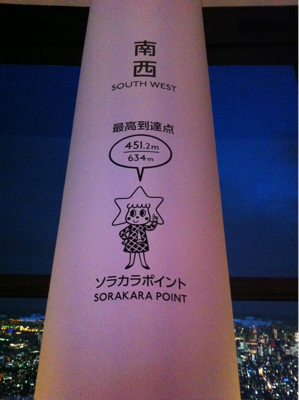 南
西
SOUTH WEST
最高到達点
451.2m
634m
ソラカラポイント
SORAKARA POINT